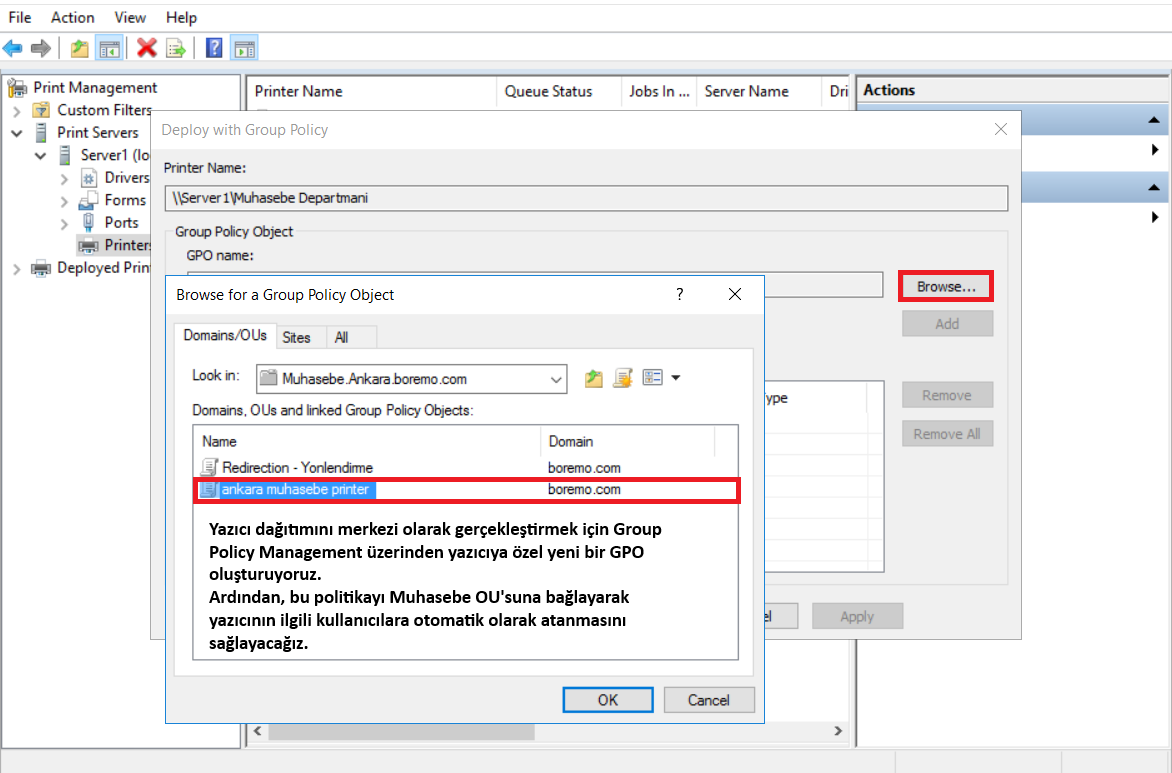 File Action View Help
Print Management
Custom Filters
Print Servers
Server1 (lo
Drivers
Forms
Ports
Printers
Deployed Prin
Printer Name Queue Status Jobs In ... Server Name Dri
Actions
Deploy with Group Policy
Printer Name:
\\Server1\Muhasebe Departmani
Group Policy Object
GPO name:
Browse...
Add
ype
Remove
Remove All
el
Apply
Browse for a Group Policy Object
?
Domains/OUs Sites All
Look in: Muhasebe.Ankara.boremo.com
Domains, OUs and linked Group Policy Objects:
Name Domain
Redirection - Yonlendime boremo.com
ankara muhasebe printer boremo.com
Yazıcı dağıtımını merkezi olarak gerçekleştirmek için Group
Policy Management üzerinden yazıcıya özel yeni bir GPO
oluşturuyoruz.
Ardından, bu politikayı Muhasebe OU'suna bağlayarak
yazıcının ilgili kullanıcılara otomatik olarak atanmasını
sağlayacağız.
OK Cancel